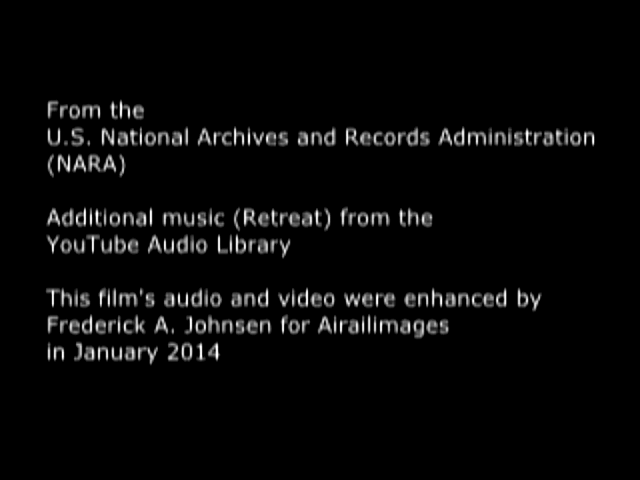 From the
U.S. National Archives and Records Administration
(NARA)
Additional music (Retreat) from the
YouTube Audio Library
This film's audio and video were enhanced by
Frederick A. Johnsen for Airailimages
in January 2014